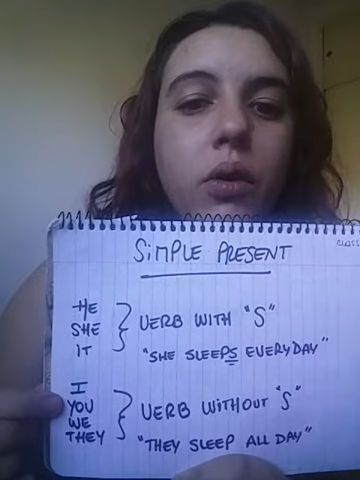 CLASS
SiMPLE PRESENT
HE
SHE
IT
VERB WITH "S"
"SHE SLEEPS EVERYDAY"
I
YOU
WE
THEY
VERB WiTHOUT "S"
"THEY SLEEP ALL DAY"